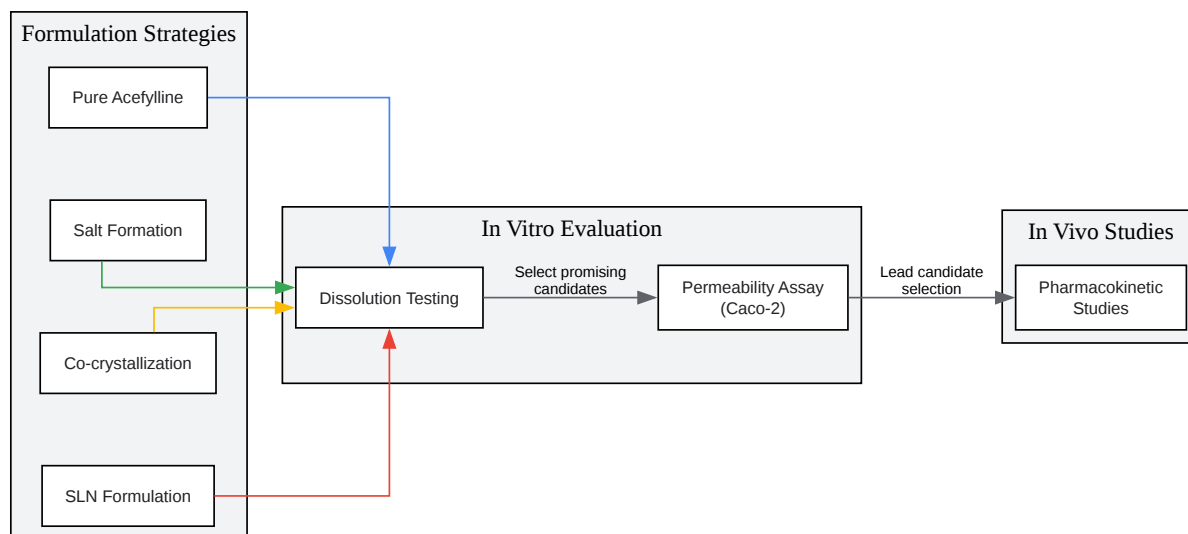 Formulation Strategies
Pure Acefylline
Salt Formation
Co-crystallization
SLN Formulation
In Vitro Evaluation
Dissolution Testing
Select promising
candidates
Permeability Assay
(Caco-2)
Lead candidate
selection
In Vivo Studies
Pharmacokinetic
Studies